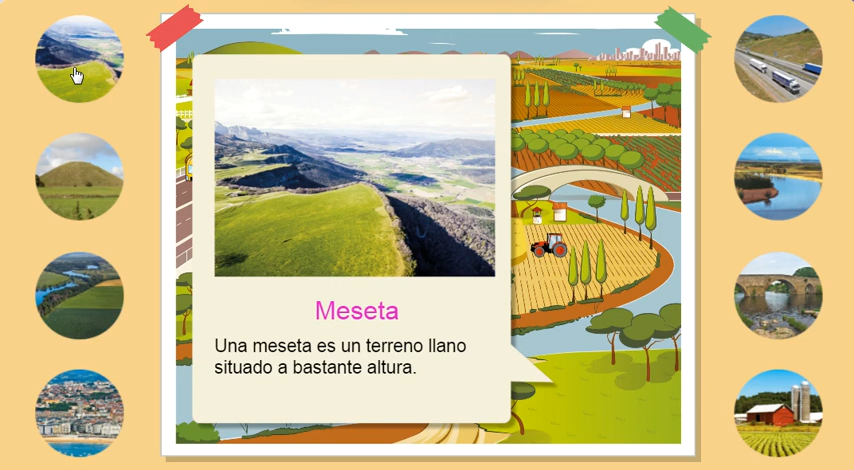 Meseta
Una meseta es un terreno llano
situado a bastante altura.